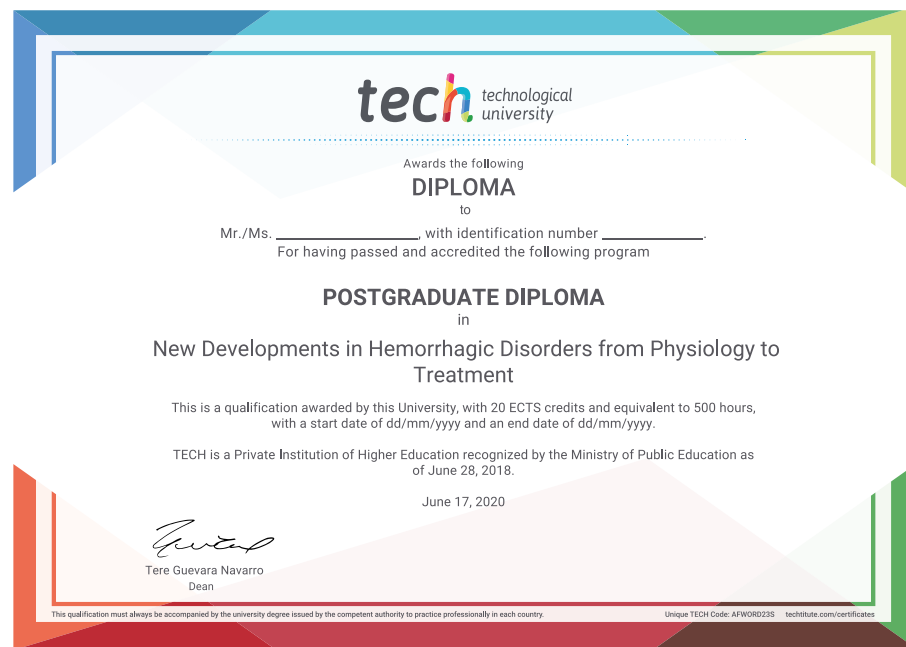 tech technological
university
Awards the following
DIPLOMA
to
Mr./Ms. ____________________, with identification number ______________.
For having passed and accredited the following program
POSTGRADUATE DIPLOMA
in
New Developments in Hemorrhagic Disorders from Physiology to
Treatment
This is a qualification awarded by this University, with 20 ECTS credits and equivalent to 500 hours,
with a start date of dd/mm/yyyy and an end date of dd/mm/yyyy.
TECH is a Private Institution of Higher Education recognized by the Ministry of Public Education as
of June 28, 2018.
June 17, 2020
Tere Guevara Navarro
Dean
This qualification must always be accompanied by the university degree issued by the competent authority to practice professionally in each country.
Unique TECH Code: AFWORD23S techtitute.com/certificates